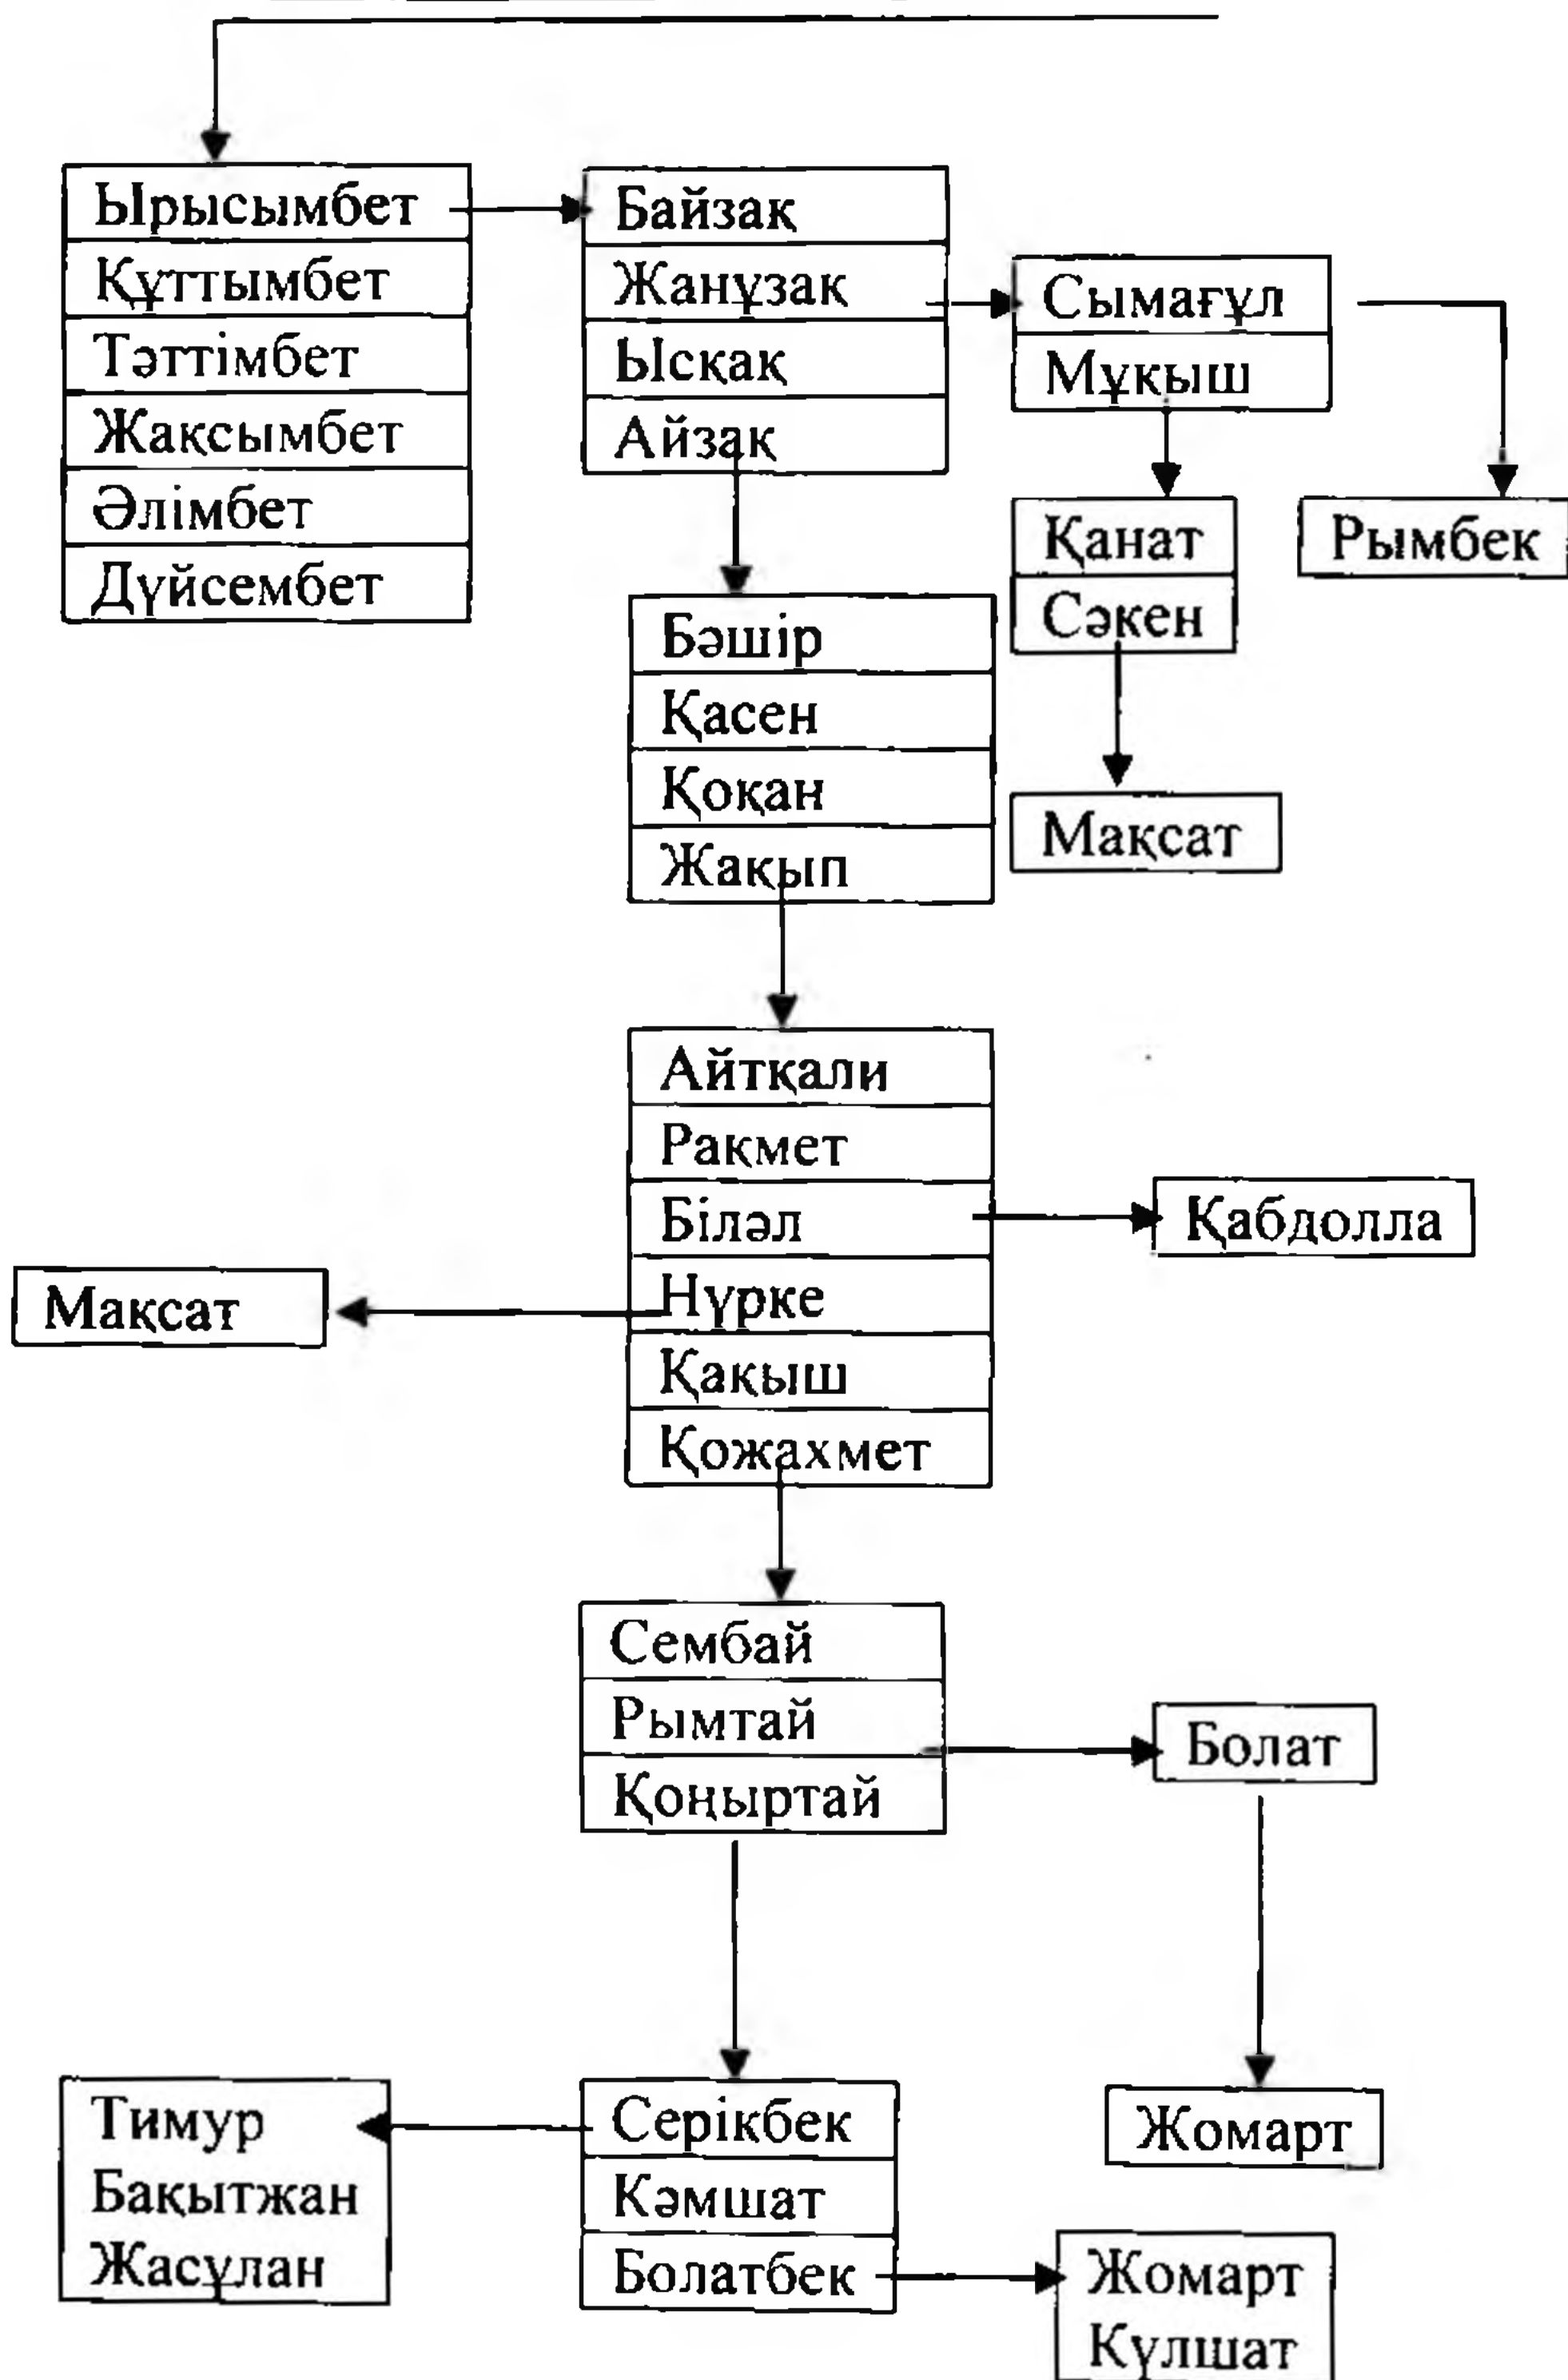 Ырысымбет
Құттымбет
Тәттімбет
Жақсымбет
Әлімбет
Дүйсембет
Байзақ
Жанұзақ
Ысқақ
Айзақ
Сымағұл
Мұқыш
Қанат
Сәкен
Рымбек
Мақсат
Бәшір
Қасен
Қоқан
Жақып
Айтқали
Рақмет
Біләл
Нүрке
Қақыш
Қожахмет
Қабдолла
Мақсат
Сембай
Рымтай
Қоңыртай
Болат
Тимур
Бақытжан
Жасұлан
Серікбек
Кәмшат
Болатбек
Жомарт
Жомарт
Күлшат